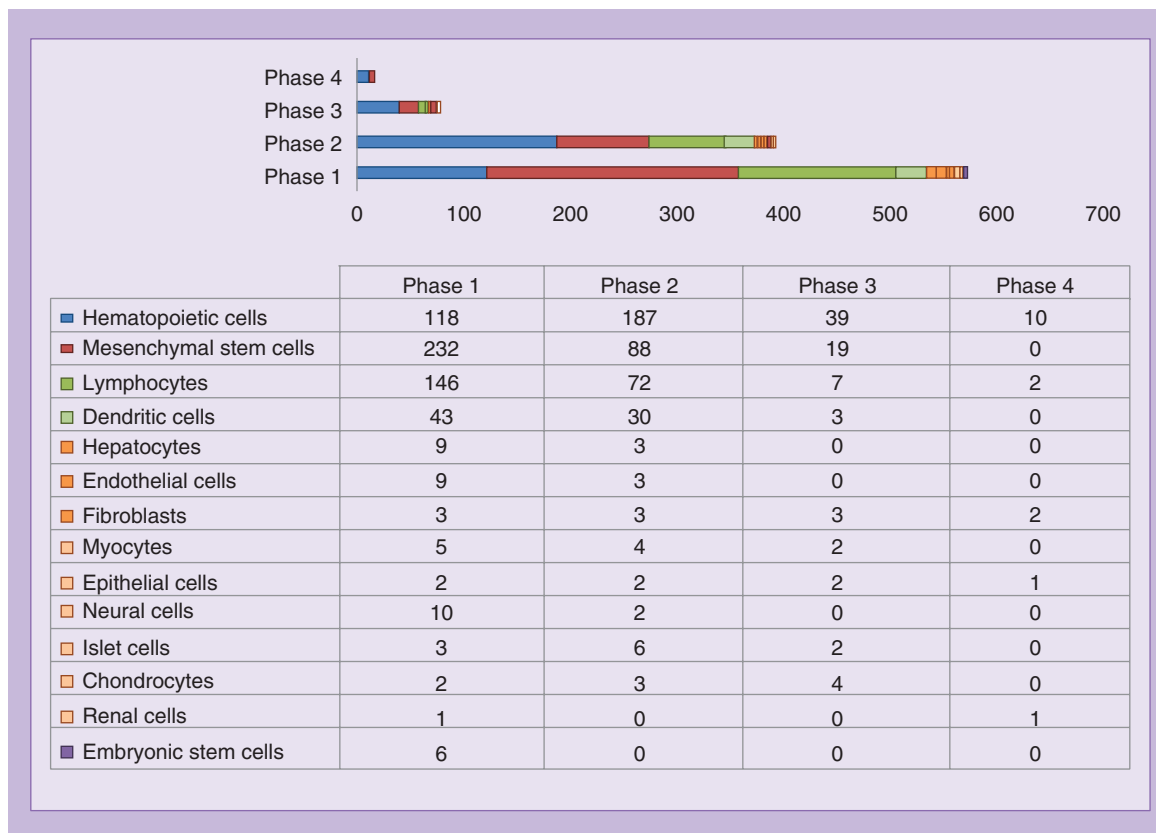 Phase 4
Phase 3
Phase 2
Phase 1
0 100 200 300 400 500 600 700
Phase 1 Phase 2 Phase 3 Phase 4
Hematopoietic cells 118 187 39 10
Mesenchymal stem cells 232 88 19 0
Lymphocytes 146 72 7 2
Dendritic cells 43 30 3 0
Hepatocytes 9 3 0 0
Endothelial cells 9 3 0 0
Fibroblasts 3 3 3 2
Myocytes 5 4 2 0
Epithelial cells 2 2 2 1
Neural cells 10 2 0 0
Islet cells 3 6 2 0
Chondrocytes 2 3 4 0
Renal cells 1 0 0 1
Embryonic stem cells 6 0 0 0